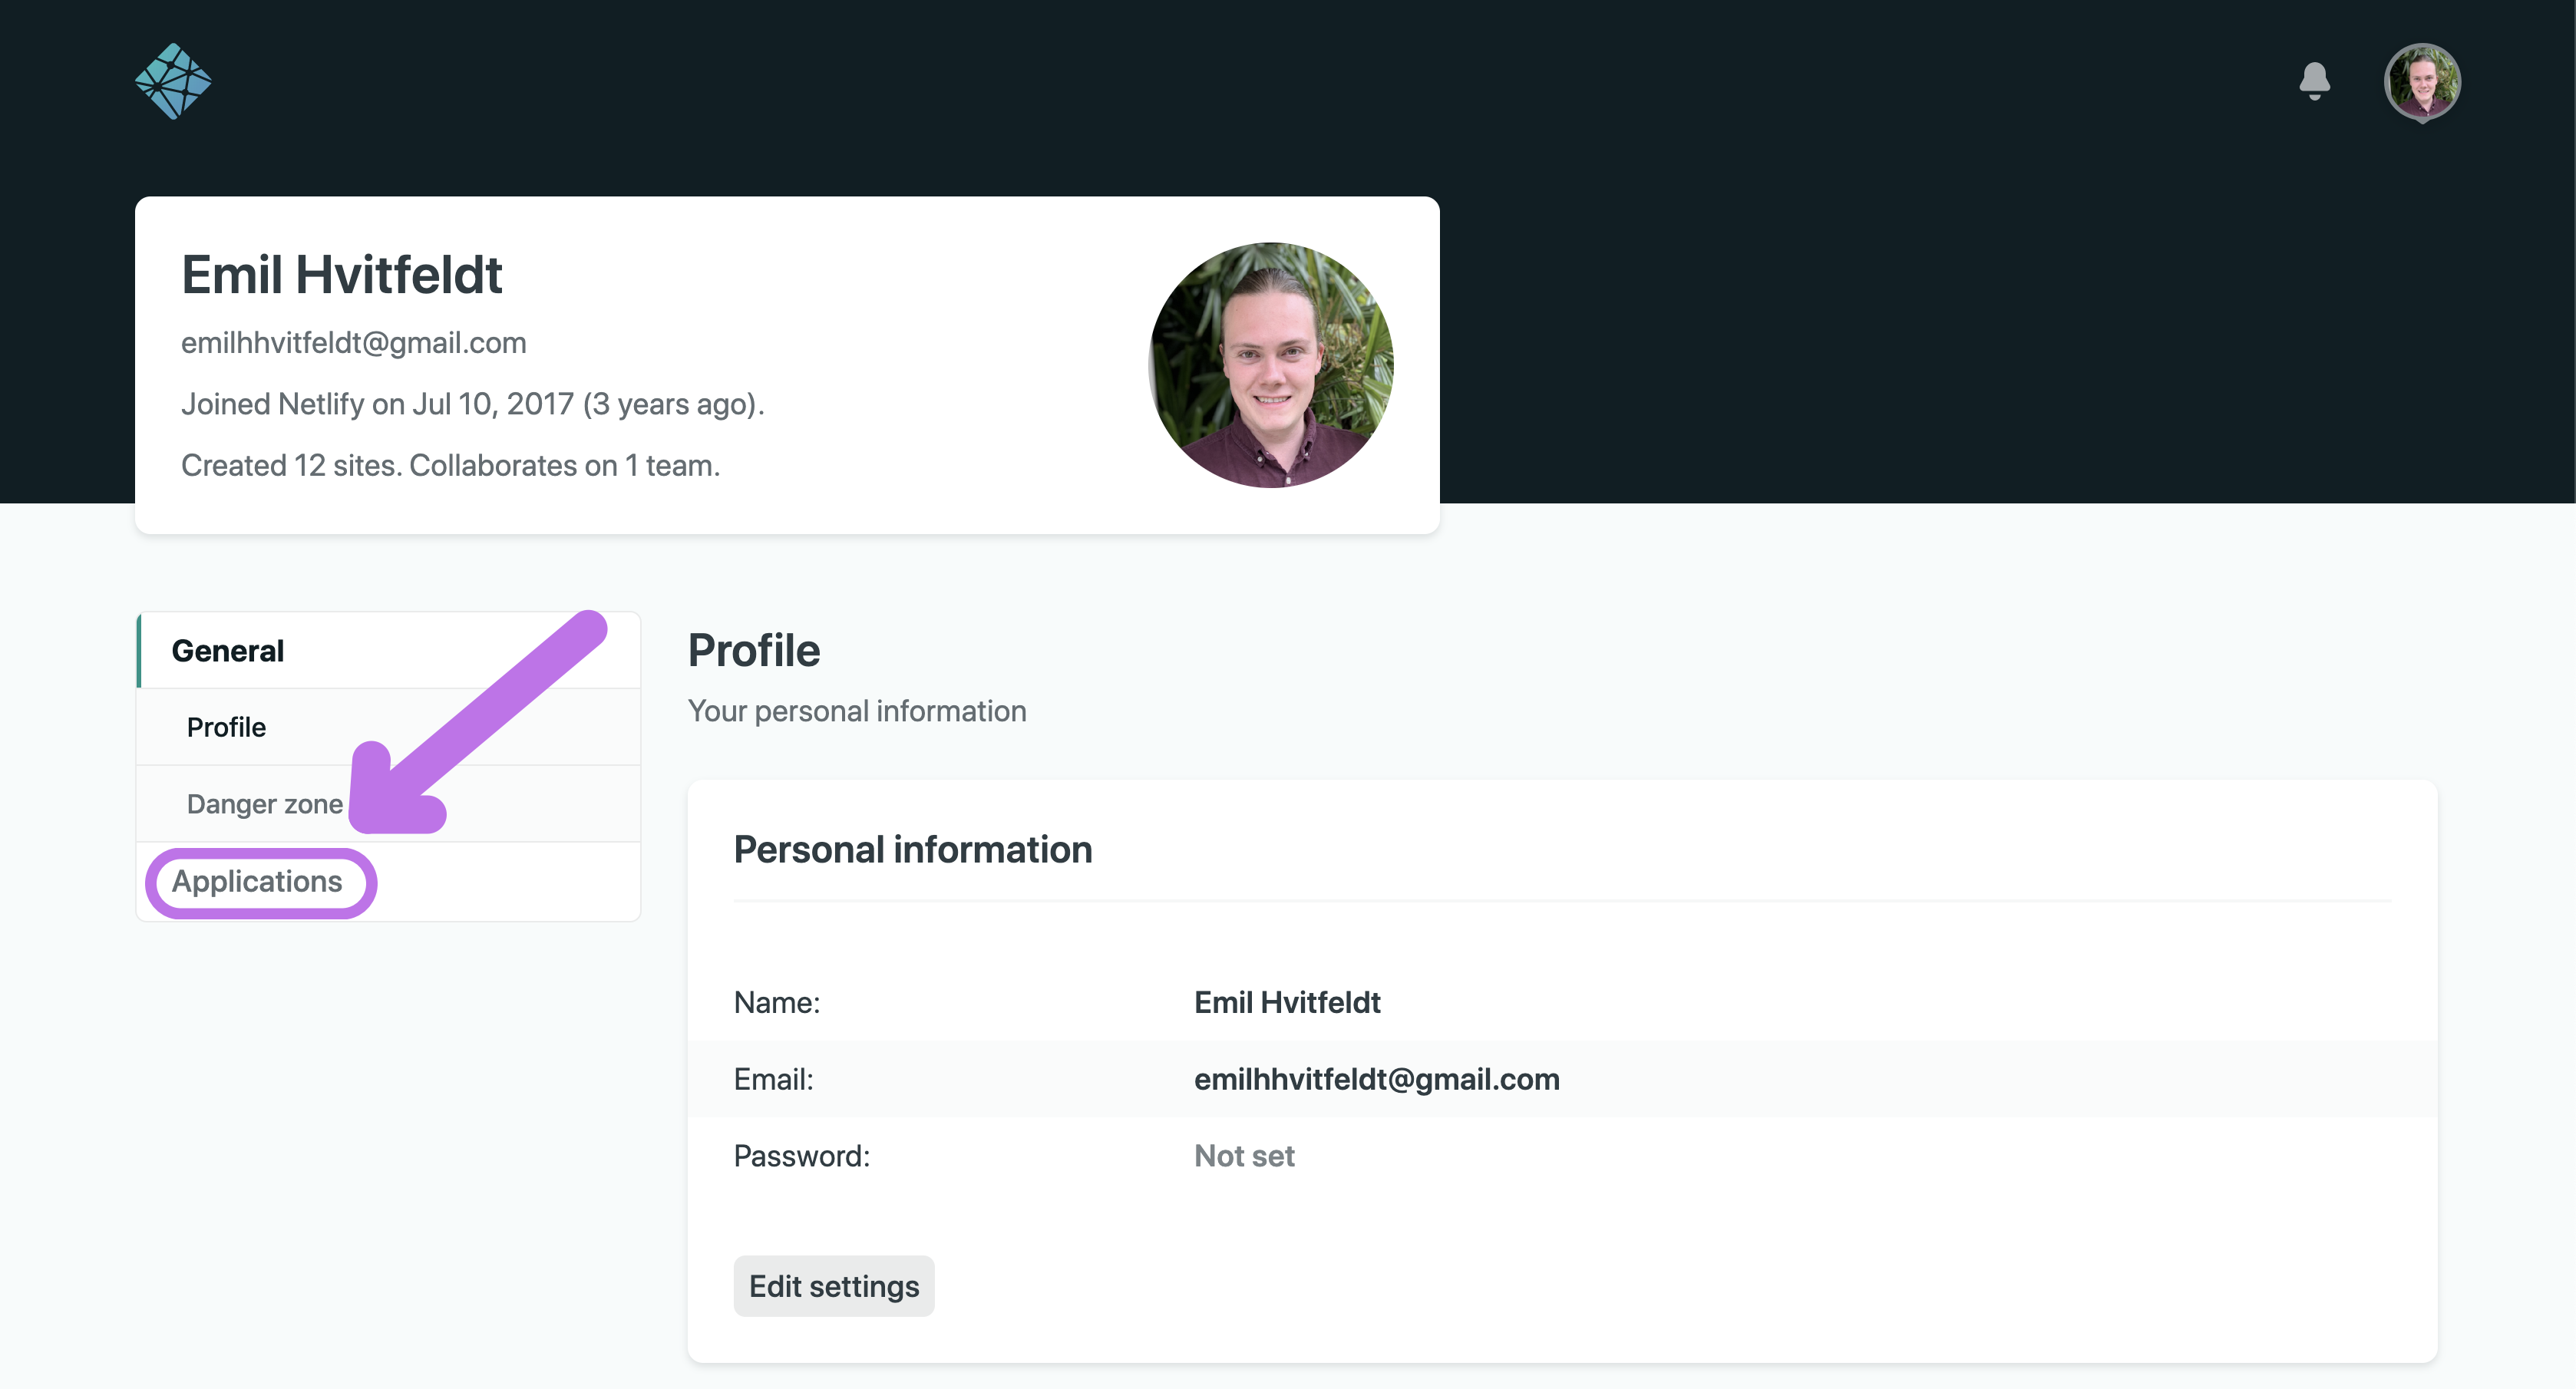 Emil Hvitfeldt
emilhhvitfeldt@gmail.com
Joined Netlify on Jul 10, 2017 (3 years ago).
Created 12 sites. Collaborates on 1 team.
General
Profile
Danger zone
Applications
Profile
Your personal information
Personal information
Name: Emil Hvitfeldt
Email: emilhhvitfeldt@gmail.com
Password: Not set
Edit settings